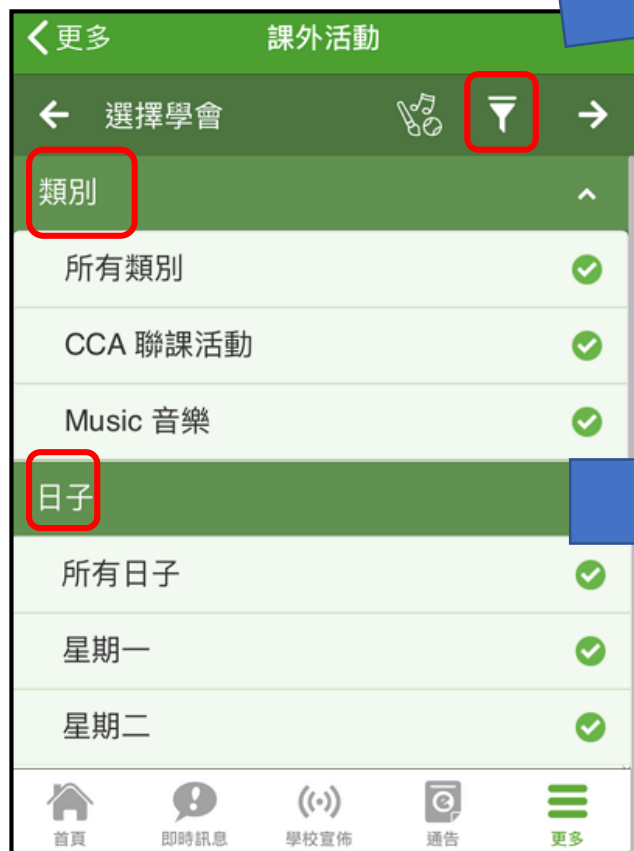 更多 課外活動
選擇學會
類別
所有類別
CCA 聯課活動
Music 音樂
日子
所有日子
星期一
星期二
首頁 即時訊息 學校宣佈 通告 更多